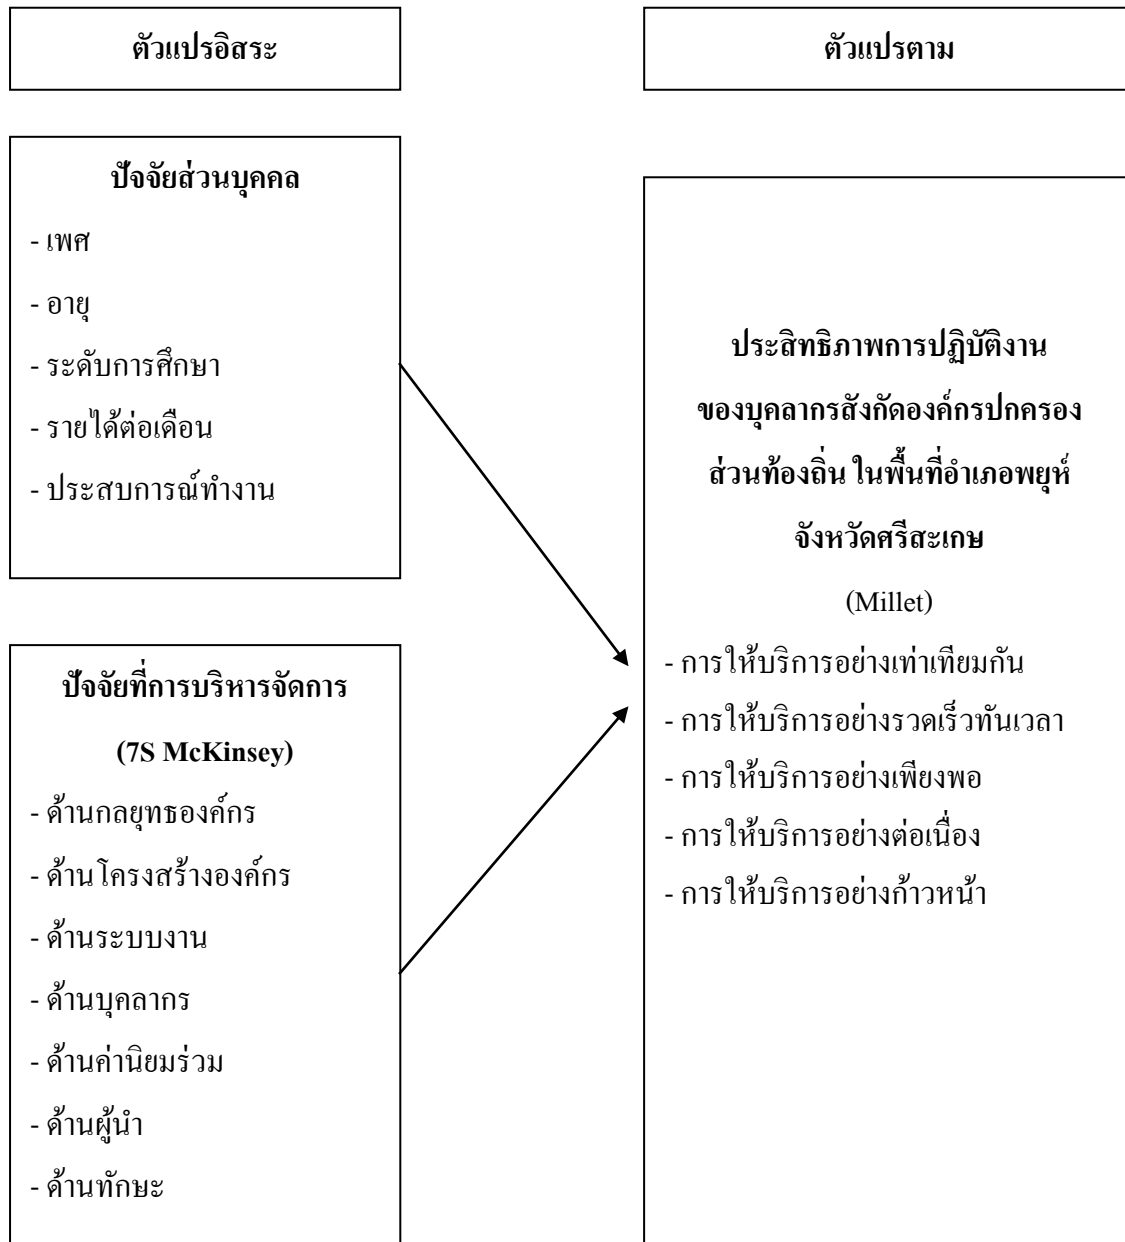 ตัวแปรอิสระ
ตัวแปรตาม
ปัจจัยส่วนบุคคล
- เพศ
- อายุ
- ระดับการศึกษา
- รายได้ต่อเดือน
- ประสบการณ์ทำงาน
ปัจจัยที่การบริหารจัดการ
(7S McKinsey)
- ด้านกลยุทธองค์กร
- ด้านโครงสร้างองค์กร
- ด้านระบบงาน
- ด้านบุคลากร
- ด้านค่านิยมร่วม
- ด้านผู้นำ
- ด้านทักษะ
ประสิทธิภาพการปฏิบัติงาน
ของบุคลากรสังกัดองค์กรปกครอง
ส่วนท้องถิ่น ในพื้นที่อำเภอพยุห์
จังหวัดศรีสะเกษ
(Millet)
- การให้บริการอย่างเท่าเทียมกัน
- การให้บริการอย่างรวดเร็วทันเวลา
- การให้บริการอย่างเพียงพอ
- การให้บริการอย่างต่อเนื่อง
- การให้บริการอย่างก้าวหน้า